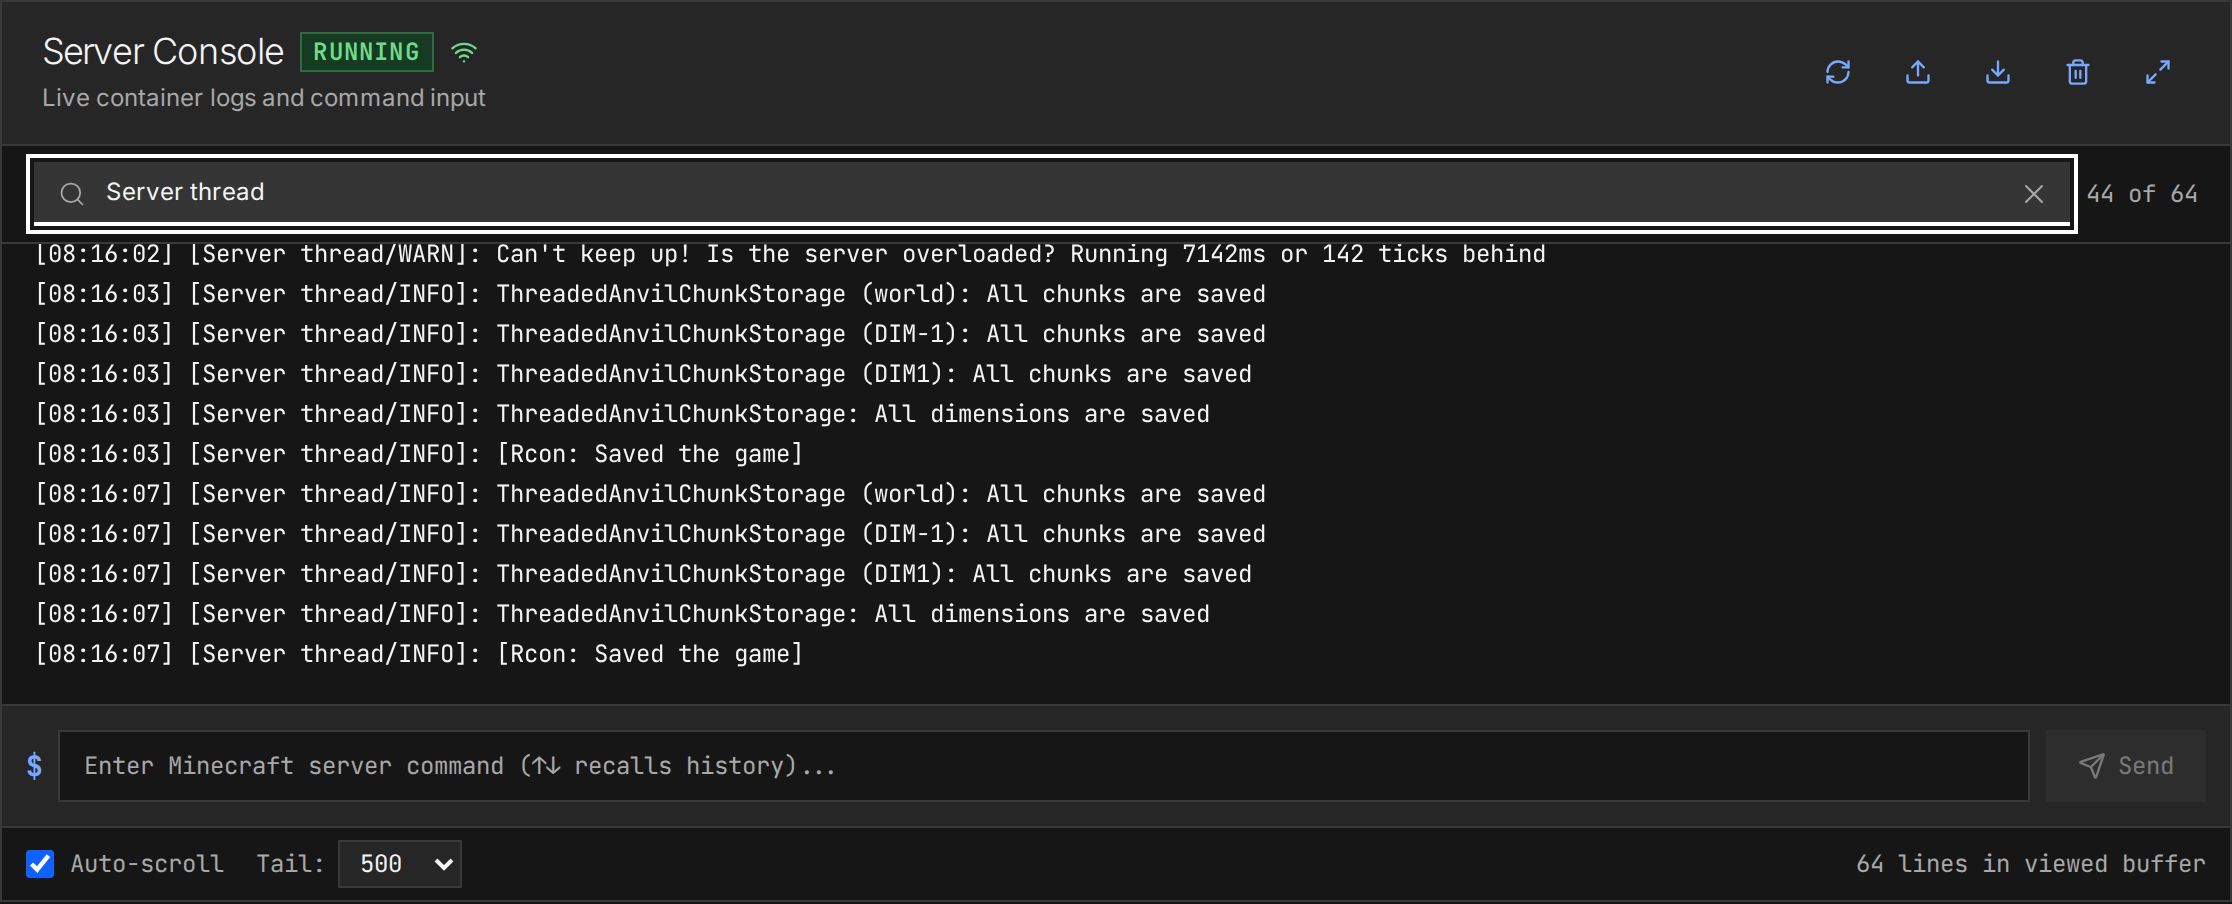 Server Console RUNNING
Live container logs and command input
Server thread 44 of 64
[08:16:02] [Server thread/WARN]: Can't keep up! Is the server overloaded? Running 7142ms or 142 ticks behind
[08:16:03] [Server thread/INFO]: ThreadedAnvilChunkStorage (world): All chunks are saved
[08:16:03] [Server thread/INFO]: ThreadedAnvilChunkStorage (DIM-1): All chunks are saved
[08:16:03] [Server thread/INFO]: ThreadedAnvilChunkStorage (DIM1): All chunks are saved
[08:16:03] [Server thread/INFO]: ThreadedAnvilChunkStorage: All dimensions are saved
[08:16:03] [Server thread/INFO]: [Rcon: Saved the game]
[08:16:07] [Server thread/INFO]: ThreadedAnvilChunkStorage (world): All chunks are saved
[08:16:07] [Server thread/INFO]: ThreadedAnvilChunkStorage (DIM-1): All chunks are saved
[08:16:07] [Server thread/INFO]: ThreadedAnvilChunkStorage (DIM1): All chunks are saved
[08:16:07] [Server thread/INFO]: ThreadedAnvilChunkStorage: All dimensions are saved
[08:16:07] [Server thread/INFO]: [Rcon: Saved the game]
$ Enter Minecraft server command (↑↓ recalls history)... Send
Auto-scroll Tail: 500 64 lines in viewed buffer